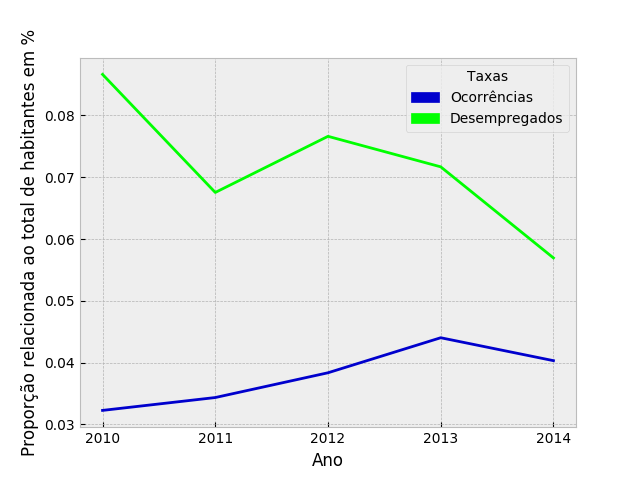 Proporção relacionada ao total de habitantes em %
Taxas
Ocorrências
Desempregados
0.08
0.07
0.06
0.05
0.04
0.03
2010 2011 2012 2013 2014
Ano